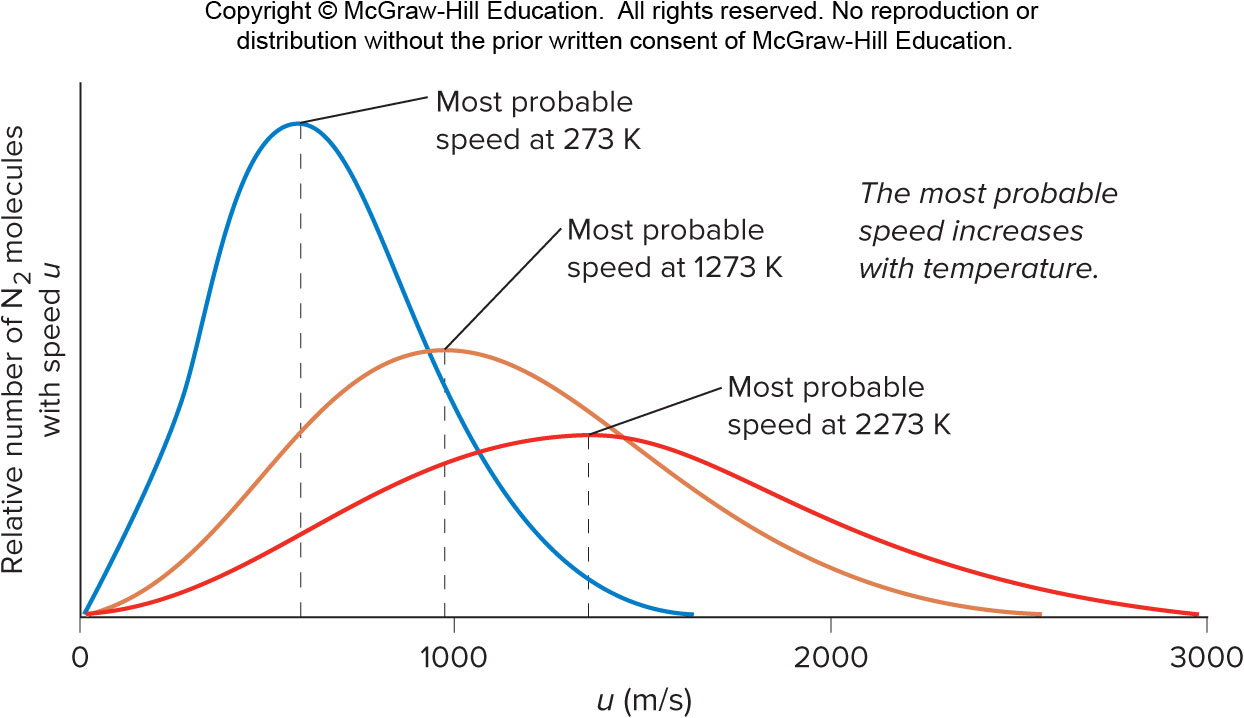 Copyright © McGraw-Hill Education.  All rights reserved. No reproduction or
distribution without the prior written consent of McGraw-Hill Education.
Relative number of N₂ molecules
with speed u
Most probable
speed at 273 K
Most probable
speed at 1273 K
The most probable
speed increases
with temperature.
Most probable
speed at 2273 K
0
1000
2000
3000
u (m/s)